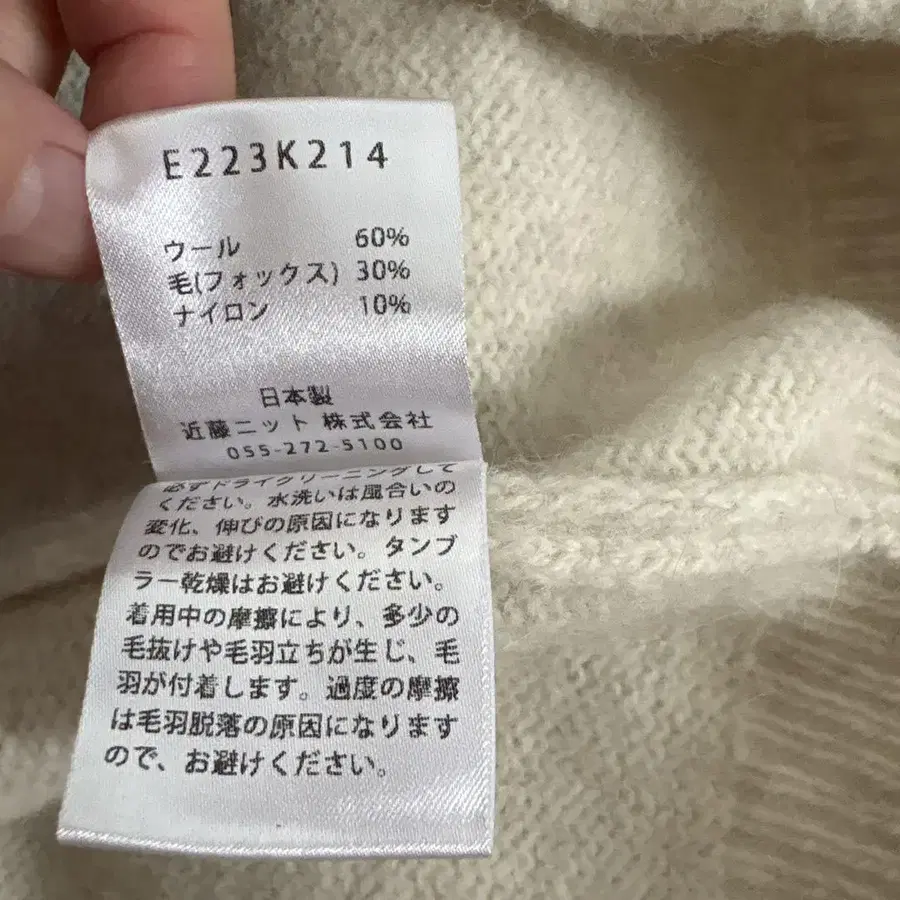 E223K214
ウール 60%
毛(フォックス) 30%
ナイロン 10%
日本製
近藤ニット 株式会社
055-272-5100
必ずドライクリーニングして
ください。水洗いは風合いの
変化、伸びの原因になります
のでお避けください。タンブ
ラー乾燥はお避けください。
着用中の摩擦により、多少の
毛抜けや毛羽立ちが生じ、毛
羽が付着します。過度の摩擦
は毛羽脱落の原因になります
ので、お避けください。